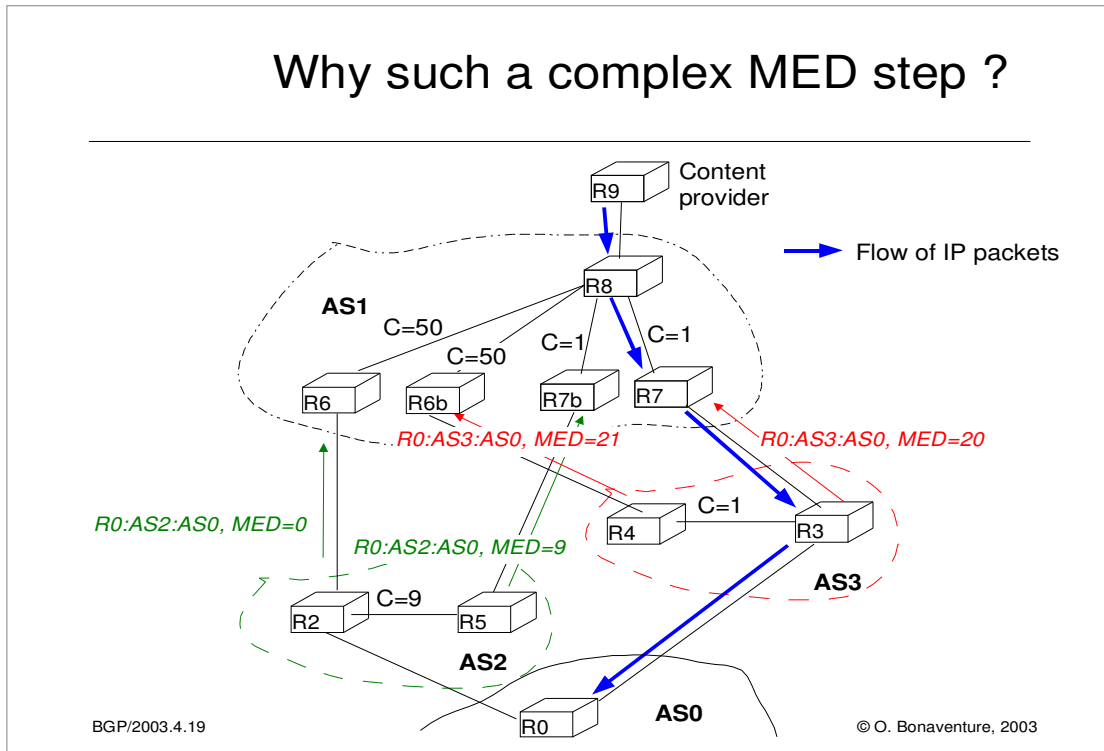 Why such a complex MED step ?
R9
Content
provider
Flow of IP packets
R8
AS1
C=50
C=50
C=1
C=1
R6
R6b
R7b
R7
R0:AS3:AS0, MED=21
R0:AS3:AS0, MED=20
R4
C=1
R3
R0:AS2:AS0, MED=0
R0:AS2:AS0, MED=9
AS3
R2
C=9
R5
AS2
R0
AS0
BGP/2003.4.19
© O. Bonaventure, 2003